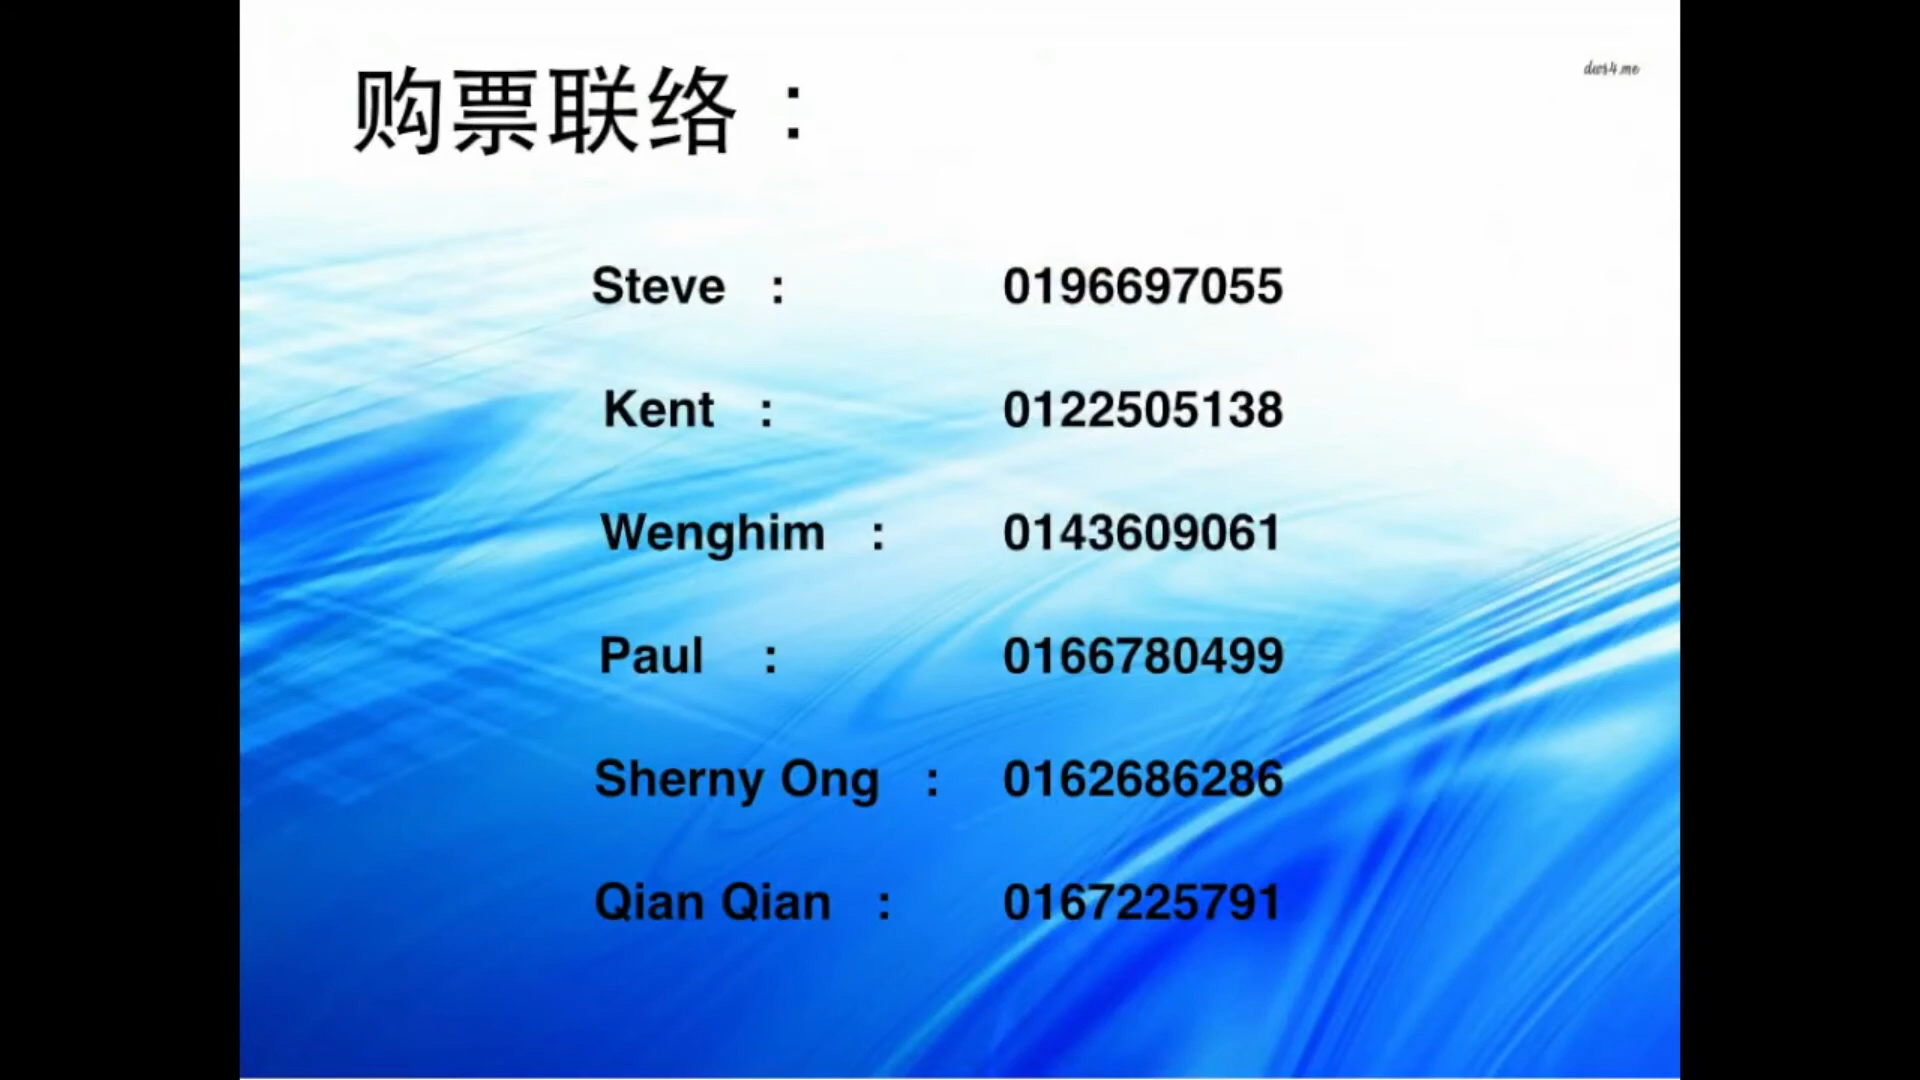 购票联络：
Steve : 0196697055
Kent : 0122505138
Wenghim : 0143609061
Paul : 0166780499
Sherny Ong : 0162686286
Qian Qian : 0167225791